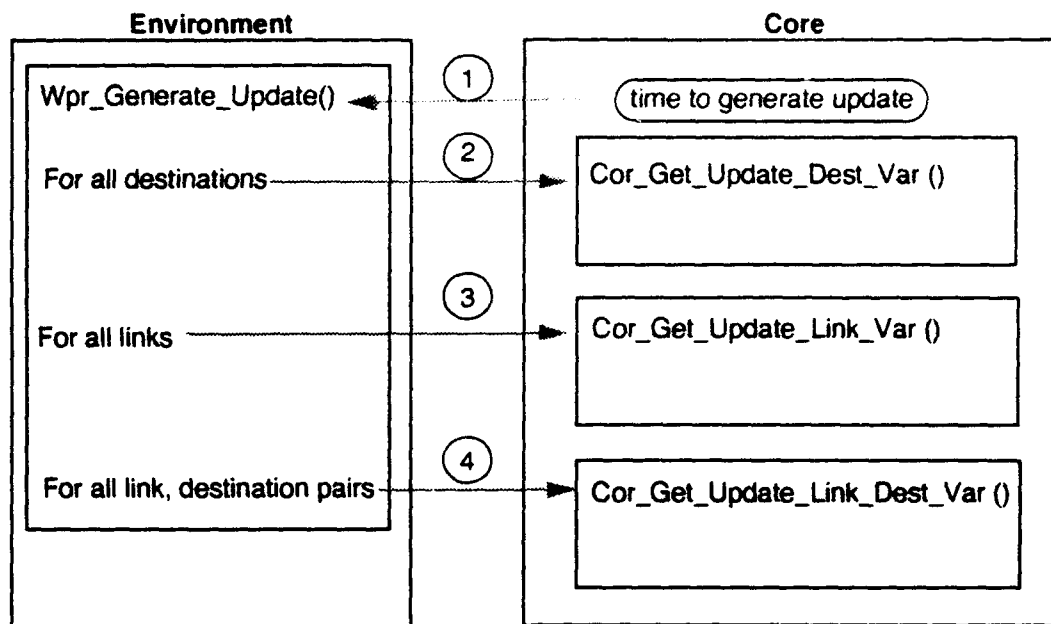 Environment
Core
Wpr_Generate_Update()
1
time to generate update
2
For all destinations
Cor_Get_Update_Dest_Var ()
3
For all links
Cor_Get_Update_Link_Var ()
4
For all link, destination pairs
Cor_Get_Update_Link_Dest_Var ()